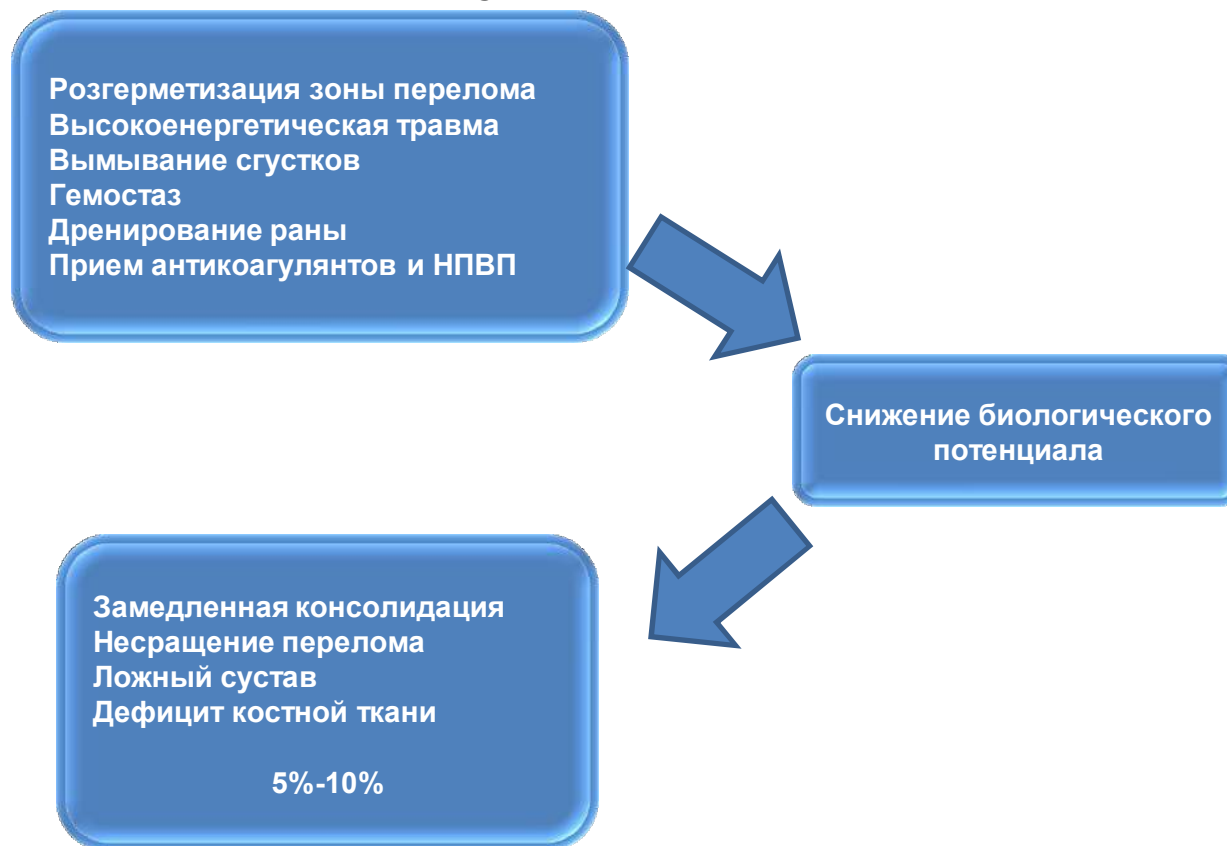 Розгерметизация зоны перелома
Высокоенергетическая травма
Вымывание сгустков
Гемостаз
Дренирование раны
Прием антикоагулянтов и НПВП
Снижение биологического
потенциала
Замедленная консолидация
Несращение перелома
Ложный сустав
Дефицит костной ткани
5%-10%